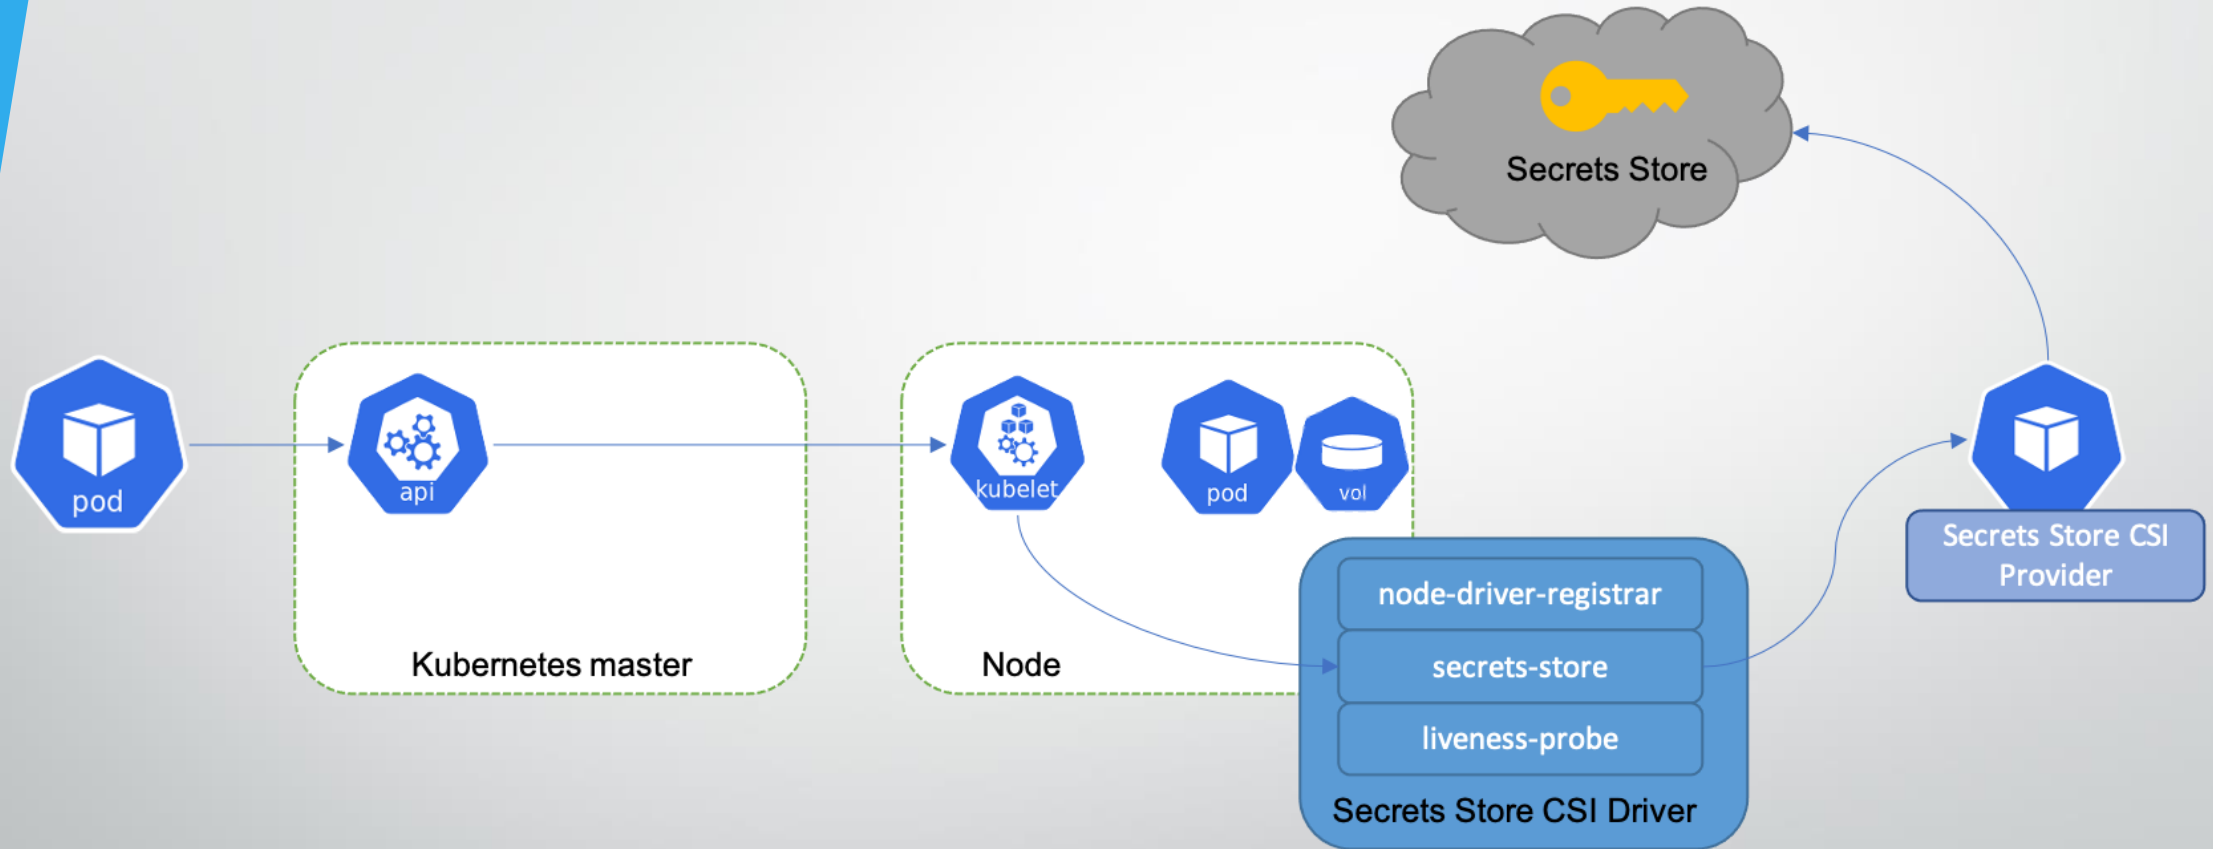 Secrets Store
pod
api
Kubernetes master
kubelet
pod
vol
Node
node-driver-registrar
secrets-store
liveness-probe
Secrets Store CSI Driver
Secrets Store CSI
Provider